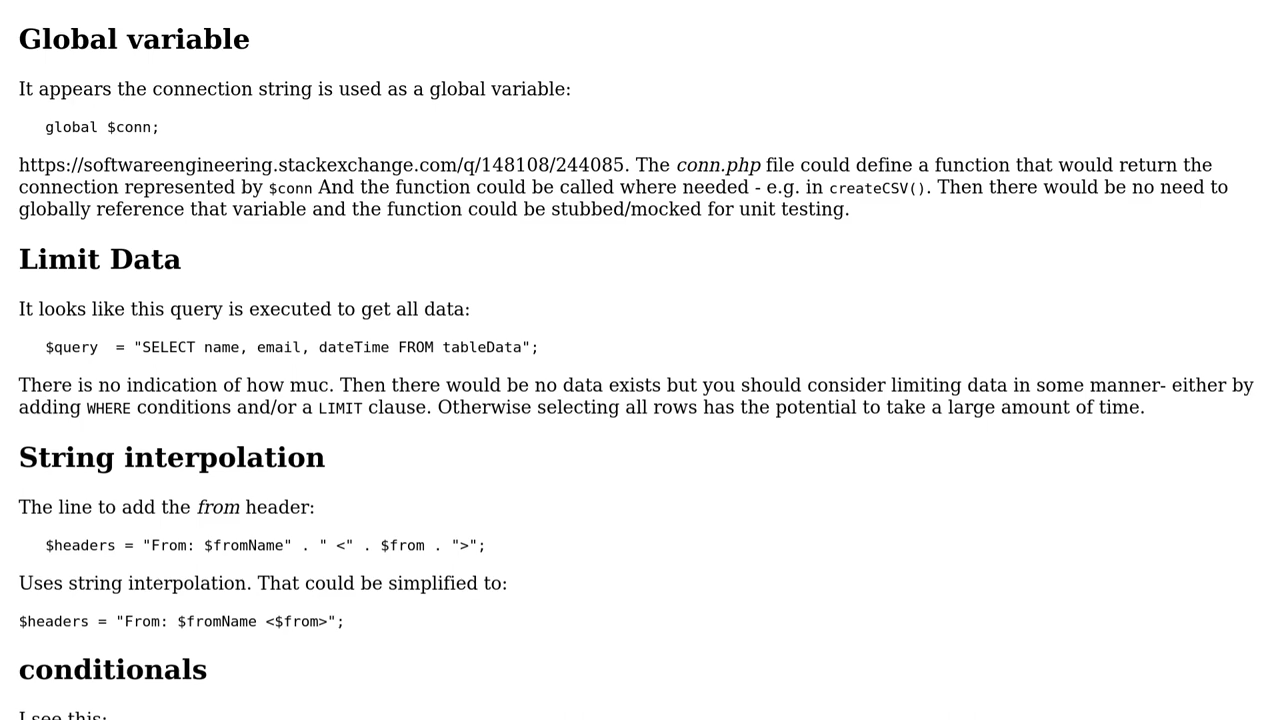 Global variable
It appears the connection string is used as a global variable:
global $conn;
https://softwareengineering.stackexchange.com/q/148108/244085. The conn.php file could define a function that would return the
connection represented by $conn And the function could be called where needed - e.g. in createCSV(). Then there would be no need to
globally reference that variable and the function could be stubbed/mocked for unit testing.
Limit Data
It looks like this query is executed to get all data:
$query  = "SELECT name, email, dateTime FROM tableData";
There is no indication of how muc. Then there would be no data exists but you should consider limiting data in some manner- either by
adding WHERE conditions and/or a LIMIT clause. Otherwise selecting all rows has the potential to take a large amount of time.
String interpolation
The line to add the from header:
$headers = "From: $fromName" . " <" . $from . ">";
Uses string interpolation. That could be simplified to:
$headers = "From: $fromName <$from>";
conditionals
I see this: